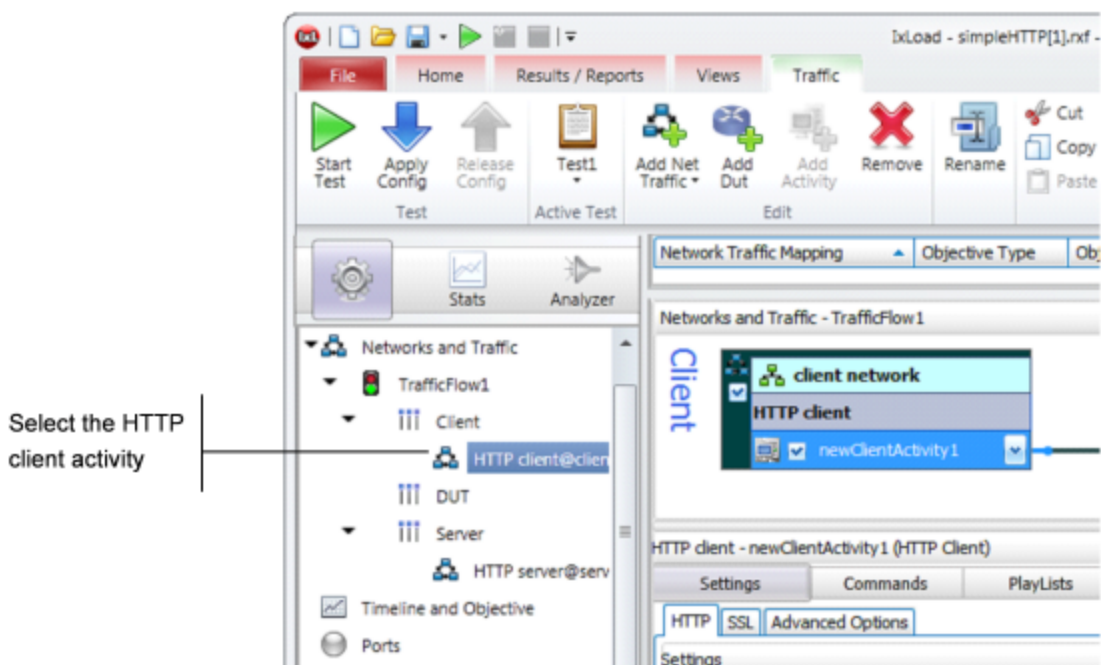 IxLoad - simpleHTTP[1].rxf -
File Home Results / Reports Views Traffic
Start Test
Apply Config
Release Config
Test1
Add Net Traffic
Add Dut
Add Activity
Remove
Rename
Cut
Copy
Paste
Test
Active Test
Edit
Stats
Analyzer
Network Traffic Mapping Objective Type Obj
Networks and Traffic
TrafficFlow1
Client
HTTP client@clien
DUT
Server
HTTP server@serv
Timeline and Objective
Ports
Select the HTTP
client activity
Networks and Traffic - TrafficFlow1
Client
client network
HTTP client
newClientActivity1
HTTP client - newClientActivity1 (HTTP Client)
Settings Commands PlayLists
HTTP SSL Advanced Options
Settings